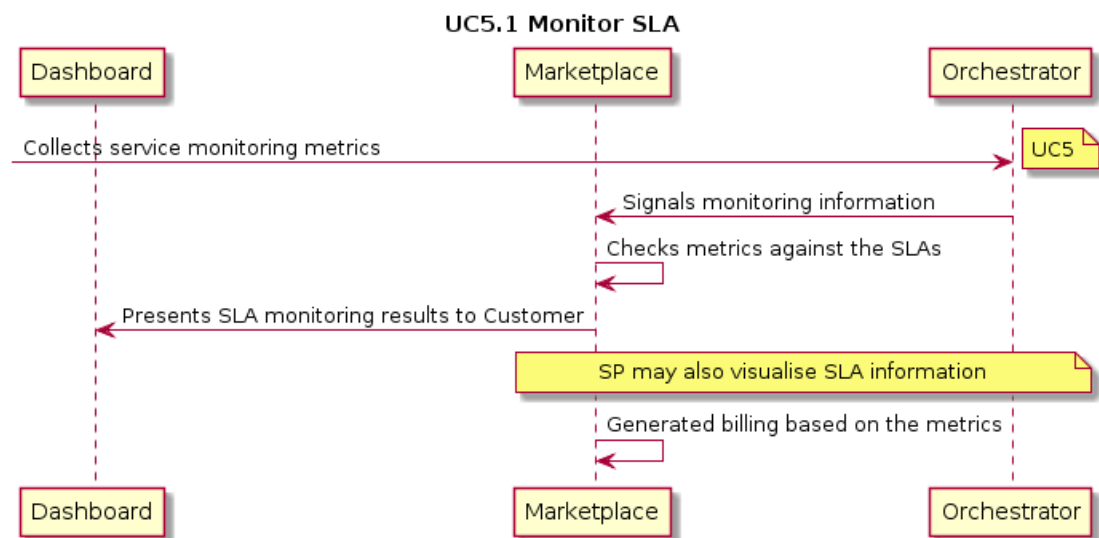 UC5.1 Monitor SLA
Dashboard Marketplace Orchestrator
Collects service monitoring metrics UC5
Signals monitoring information
Checks metrics against the SLAs
Presents SLA monitoring results to Customer
SP may also visualise SLA information
Generated billing based on the metrics
Dashboard Marketplace Orchestrator